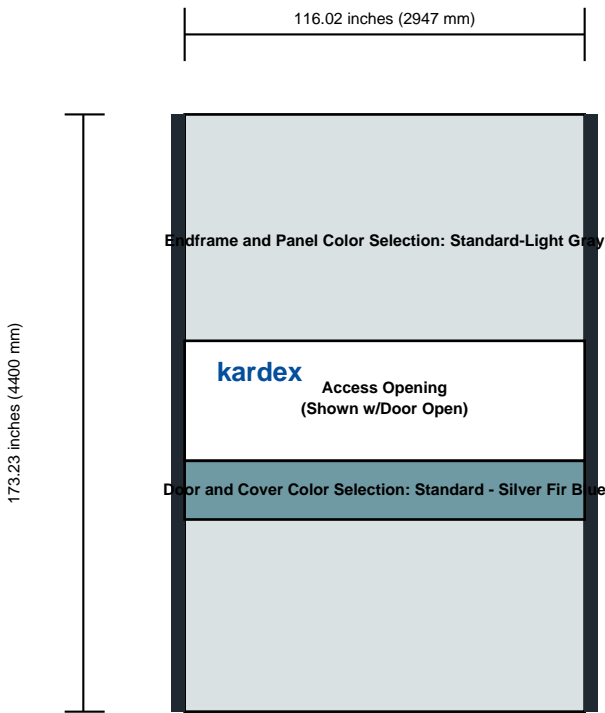 116.02 inches (2947 mm)
173.23 inches (4400 mm)
Endframe and Panel Color Selection: Standard-Light Gray
kardex
Access Opening
(Shown w/Door Open)
Door and Cover Color Selection: Standard - Silver Fir Blue